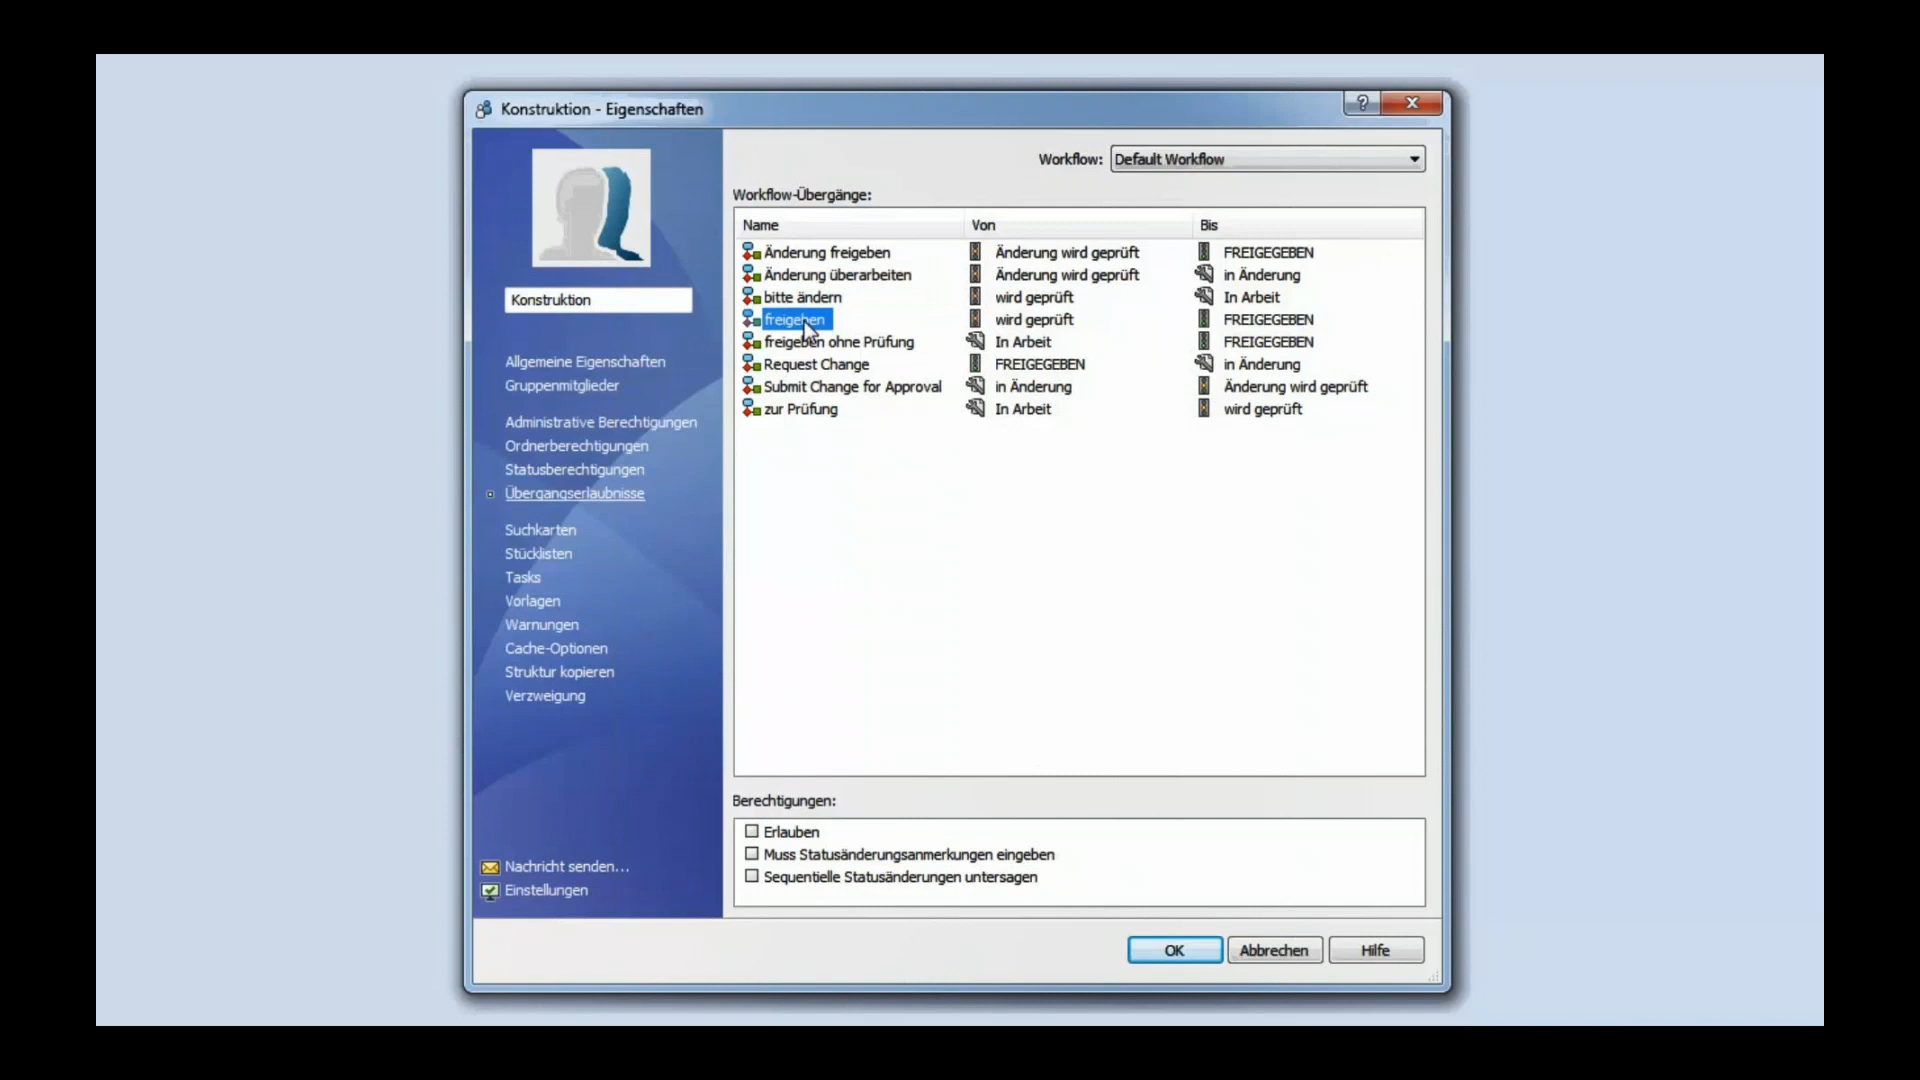 Konstruktion - Eigenschaften
?
Konstruktion
Allgemeine Eigenschaften
Gruppenmitglieder
Administrative Berechtigungen
Ordnerberechtigungen
Statusberechtigungen
Übergangserlaubnisse
Suchkarten
Stücklisten
Tasks
Vorlagen
Warnungen
Cache-Optionen
Struktur kopieren
Verzweigung
Nachricht senden...
Einstellungen
Workflow: Default Workflow
Workflow-Übergänge:
Name Von Bis
Änderung freigeben Änderung wird geprüft FREIGEGEBEN
Änderung überarbeiten Änderung wird geprüft in Änderung
bitte ändern wird geprüft In Arbeit
freigeben wird geprüft FREIGEGEBEN
freigeben ohne Prüfung In Arbeit FREIGEGEBEN
Request Change FREIGEGEBEN in Änderung
Submit Change for Approval in Änderung Änderung wird geprüft
zur Prüfung In Arbeit wird geprüft
Berechtigungen:
Erlauben
Muss Statusänderungsanmerkungen eingeben
Sequentielle Statusänderungen untersagen
OK Abbrechen Hilfe